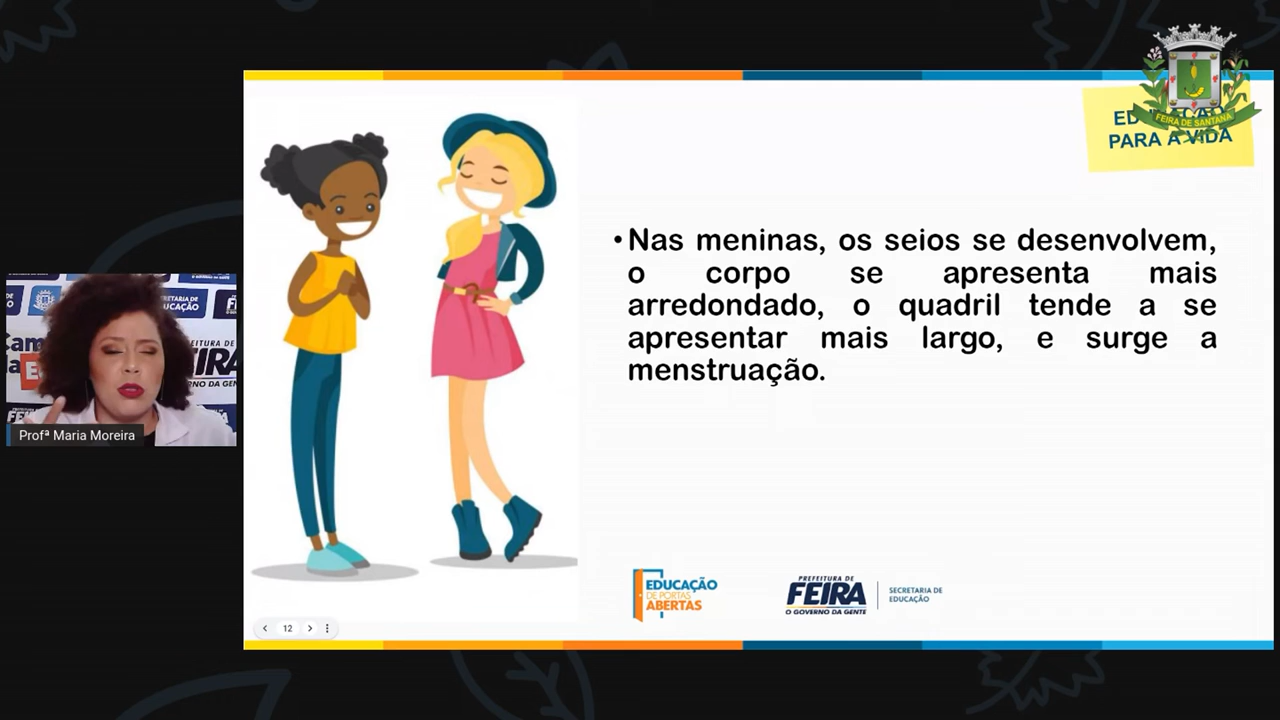 FEIRA DE SANTANA
PARA A VIDA
• Nas meninas, os seios se desenvolvem,
o corpo se apresenta mais
arredondado, o quadril tende a se
apresentar mais largo, e surge a
menstruação.
EDUCAÇÃO
DE PORTAS
ABERTAS
PREFEITURA DE
FEIRA
O GOVERNO DA GENTE
SECRETARIA DE
EDUCAÇÃO
12
Profª Maria Moreira